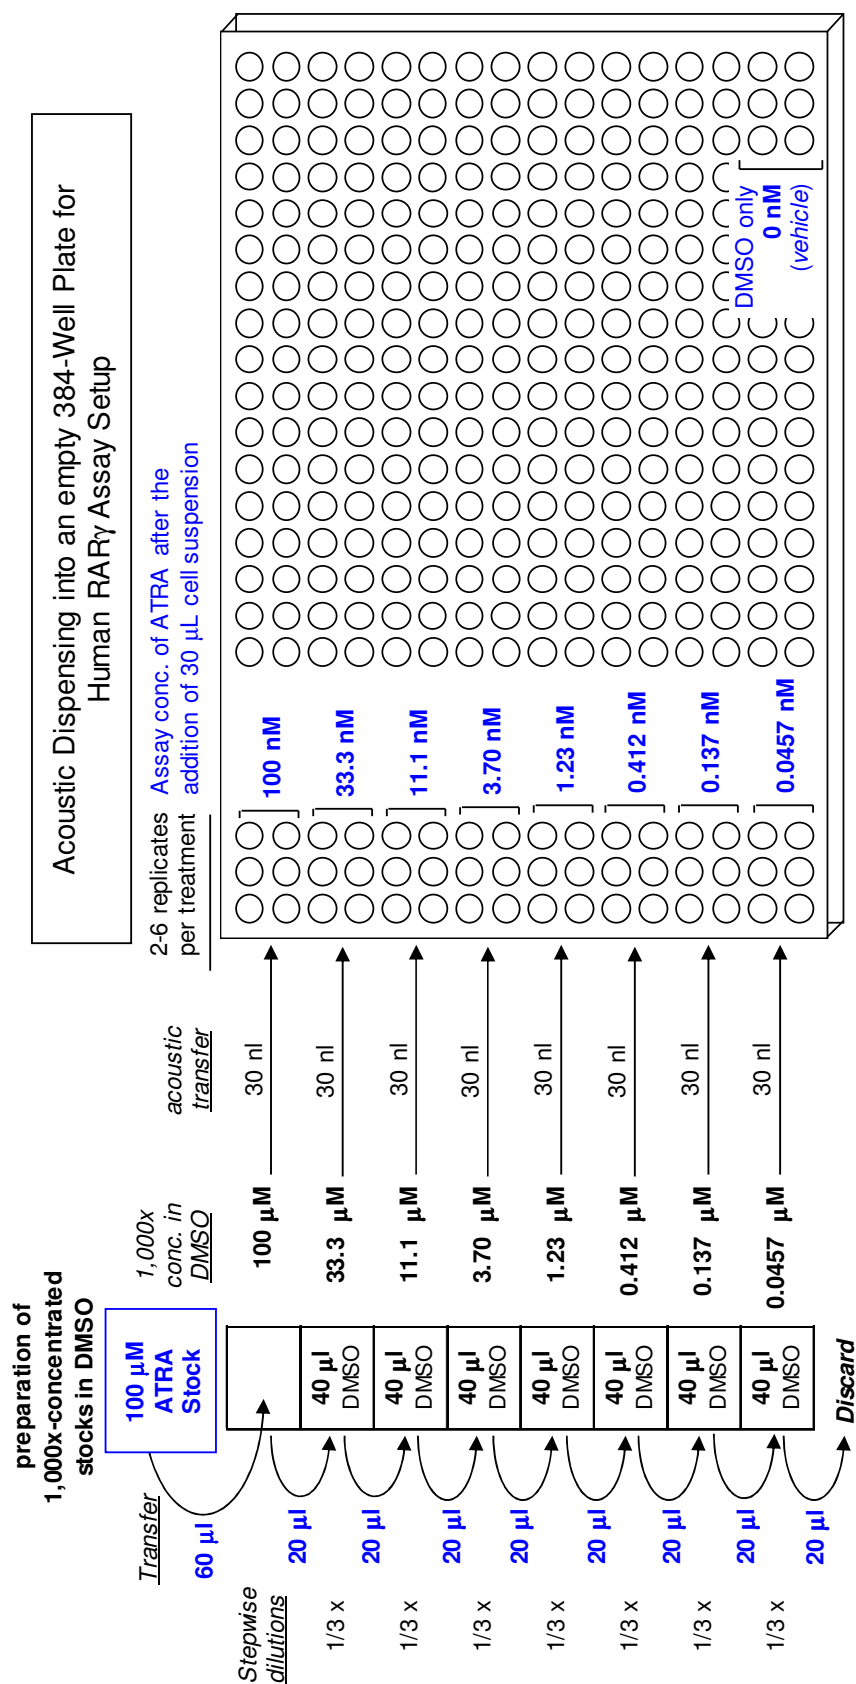 Acoustic Dispensing into an empty 384-Well Plate for
Human RARγ Assay Setup
preparation of
1,000x-concentrated
stocks in DMSO
Transfer
100 µM
ATRA
Stock
1,000x
conc. in
DMSO
acoustic
transfer
2-6 replicates
per treatment
Assay conc. of ATRA after the
addition of 30 µL cell suspension
Stepwise
dilutions
60 µl
100 µM
30 nl
100 nM
20 µl
1/3 x
40 µl
DMSO
33.3 µM
30 nl
33.3 nM
20 µl
1/3 x
40 µl
DMSO
11.1 µM
30 nl
11.1 nM
20 µl
1/3 x
40 µl
DMSO
3.70 µM
30 nl
3.70 nM
20 µl
1/3 x
40 µl
DMSO
1.23 µM
30 nl
1.23 nM
20 µl
1/3 x
40 µl
DMSO
0.412 µM
30 nl
0.412 nM
20 µl
1/3 x
40 µl
DMSO
0.137 µM
30 nl
0.137 nM
20 µl
1/3 x
40 µl
DMSO
0.0457 µM
30 nl
0.0457 nM
20 µl
Discard
DMSO only
0 nM
(vehicle)